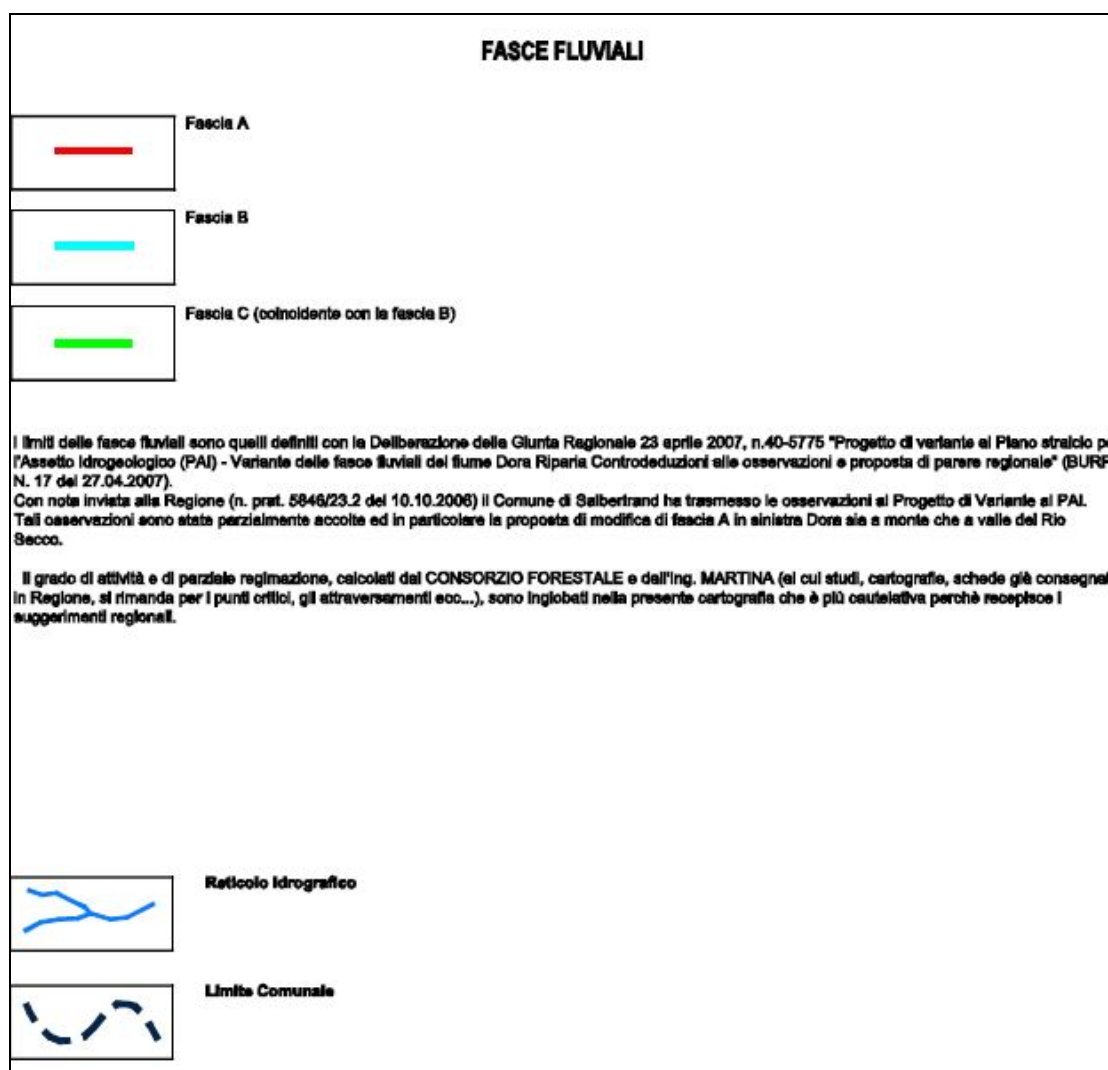 FASCE FLUVIALI
Fascia A
Fascia B
Fascia C (coincidente con la fascia B)
I limiti delle fasce fluviali sono quelli definiti con la Deliberazione della Giunta Regionale 23 aprile 2007, n.40-5775 "Progetto di variante al Piano stralcio pe
l'Assetto Idrogeologico (PAI) - Variante delle fasce fluviali del fiume Dora Riparia Controdeduzioni alle osservazioni e proposta di parere regionale" (BURP
N. 17 del 27.04.2007).
Con nota inviata alla Regione (n. prat. 5846/23.2 del 10.10.2006) il Comune di Salbertrand ha trasmesso le osservazioni al Progetto di Variante al PAI.
Tali osservazioni sono state parzialmente accolte ed in particolare la proposta di modifica di fascia A in sinistra Dora sia a monte che a valle del Rio
Secco.
Il grado di attività e di parziale regimazione, calcolati dal CONSORZIO FORESTALE e dall'Ing. MARTINA (ai cui studi, cartografie, schede già consegnat
in Regione, si rimanda per i punti critici, gli attraversamenti ecc...), sono inglobati nella presente cartografia che è più cautelativa perchè recepisce i
suggerimenti regionali.
Reticolo Idrografico
Limite Comunale